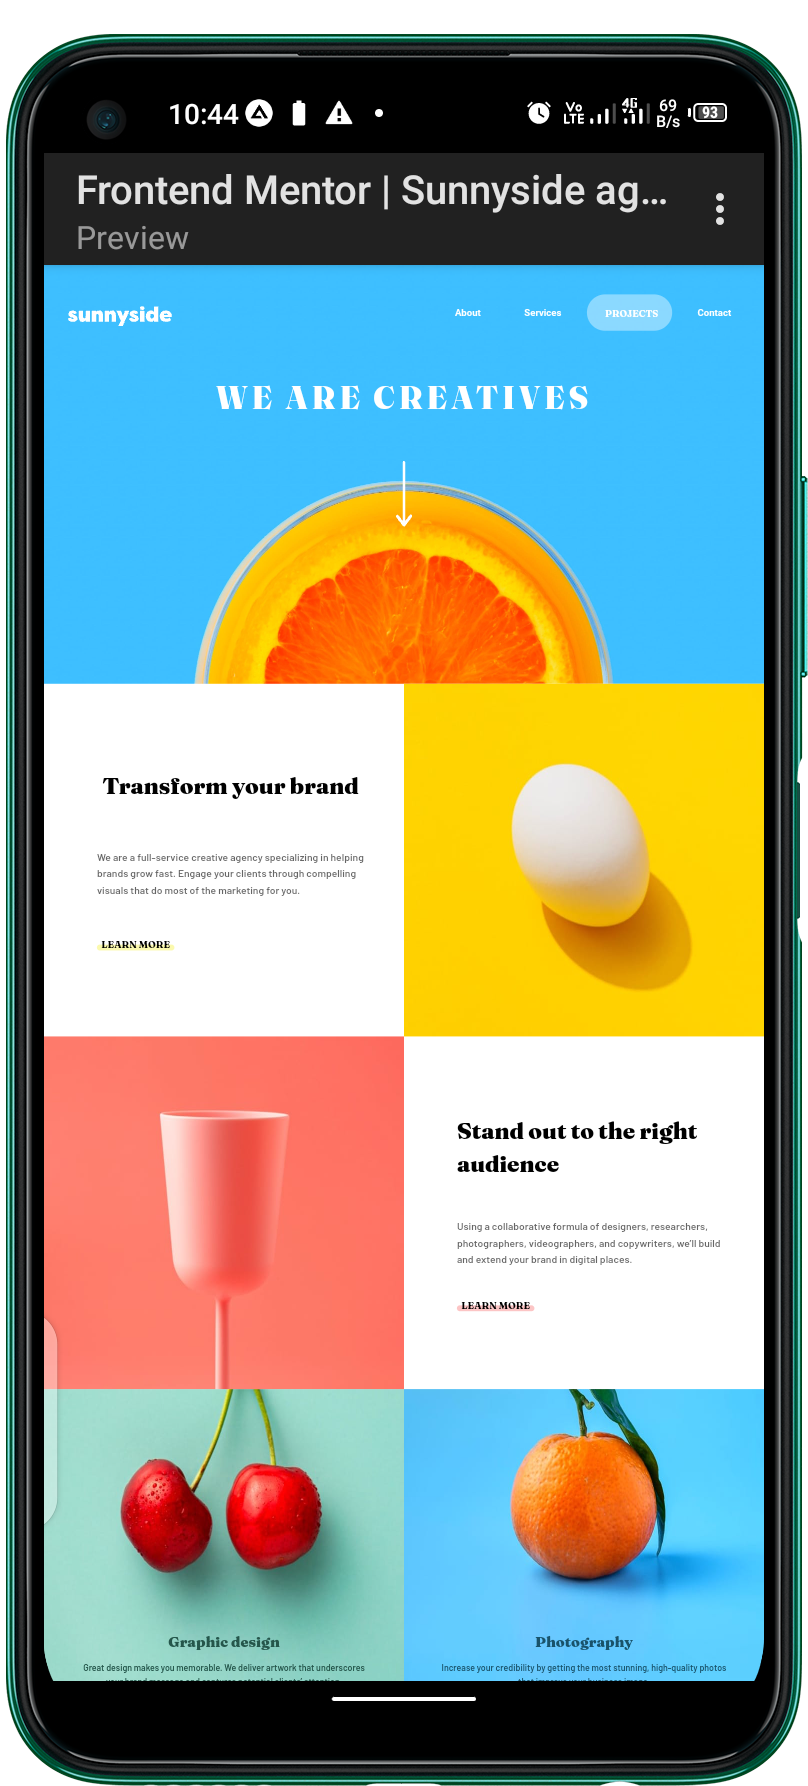 10:44
Vo LTE 4G 69 B/s 93
Frontend Mentor | Sunnyside ag...
Preview
sunnyside
About Services PROJECTS Contact
WE ARE CREATIVES
Transform your brand
We are a full-service creative agency specializing in helping
brands grow fast. Engage your clients through compelling
visuals that do most of the marketing for you.
LEARN MORE
Stand out to the right
audience
Using a collaborative formula of designers, researchers,
photographers, videographers, and copywriters, we'll build
and extend your brand in digital places.
LEARN MORE
Graphic design
Great design makes you memorable. We deliver artwork that underscores
Photography
Increase your credibility by getting the most stunning, high-quality photos